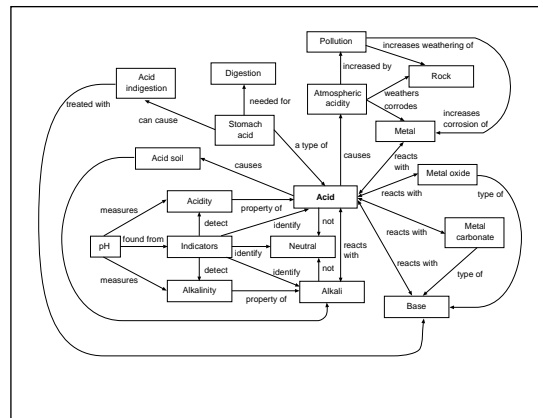 Pollution
increases weathering of
Acid
indigestion
Digestion
increased by
Rock
treated with
needed for
Atmospheric
acidity
weathers
corrodes
can cause
Stomach
acid
increases
corrosion of
Metal
a type of
Acid soil
causes
causes
reacts
with
Metal oxide
reacts with
type of
measures
Acidity
property of
Acid
detect
identify
not
reacts with
Metal
carbonate
pH
found from
Indicators
identify
Neutral
reacts
with
detect
identify
not
reacts with
type of
measures
Alkalinity
property of
Alkali
Base